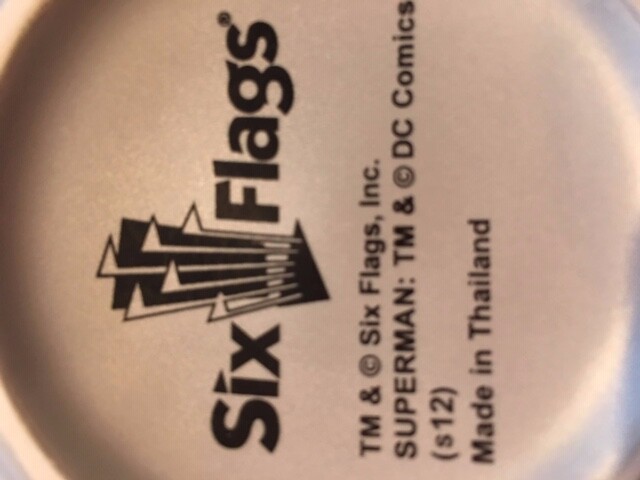 Six Flags®
TM & © Six Flags, Inc.
SUPERMAN: TM & © DC Comics
(s12)
Made in Thailand